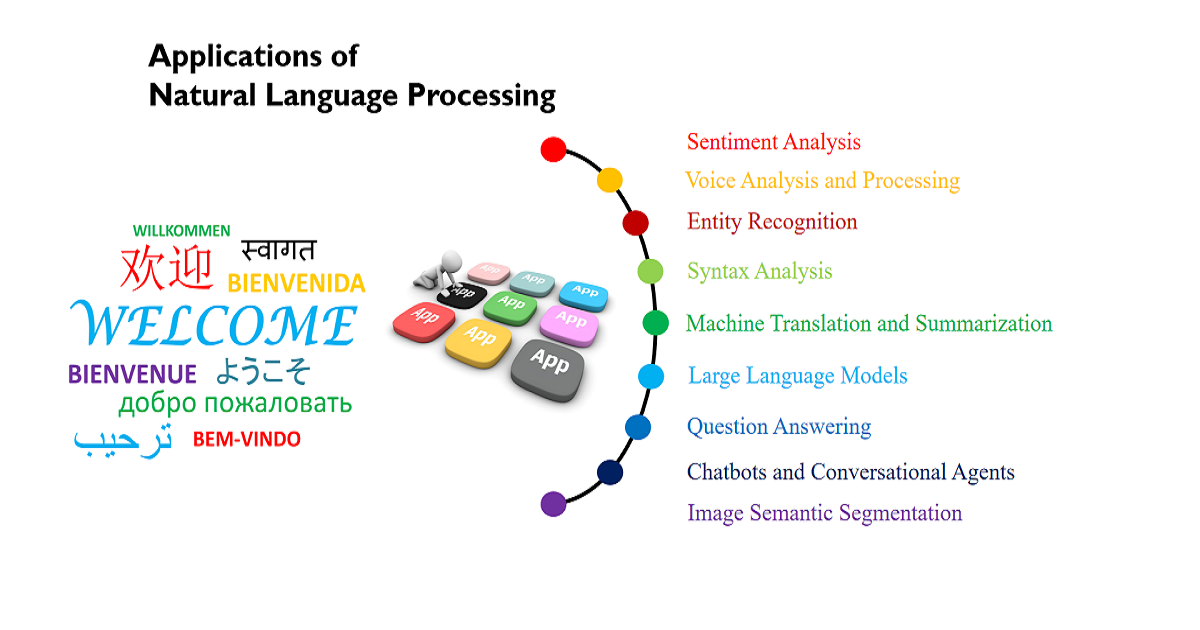 Applications of
Natural Language Processing
WILLKOMMEN
欢迎
स्वागत
BIENVENIDA
WELCOME
BIENVENUE
ようこそ
добро пожаловать
ترحيب
BEM-VINDO
App
App
App
App
App
App
App
App
App
Sentiment Analysis
Voice Analysis and Processing
Entity Recognition
Syntax Analysis
Machine Translation and Summarization
Large Language Models
Question Answering
Chatbots and Conversational Agents
Image Semantic Segmentation